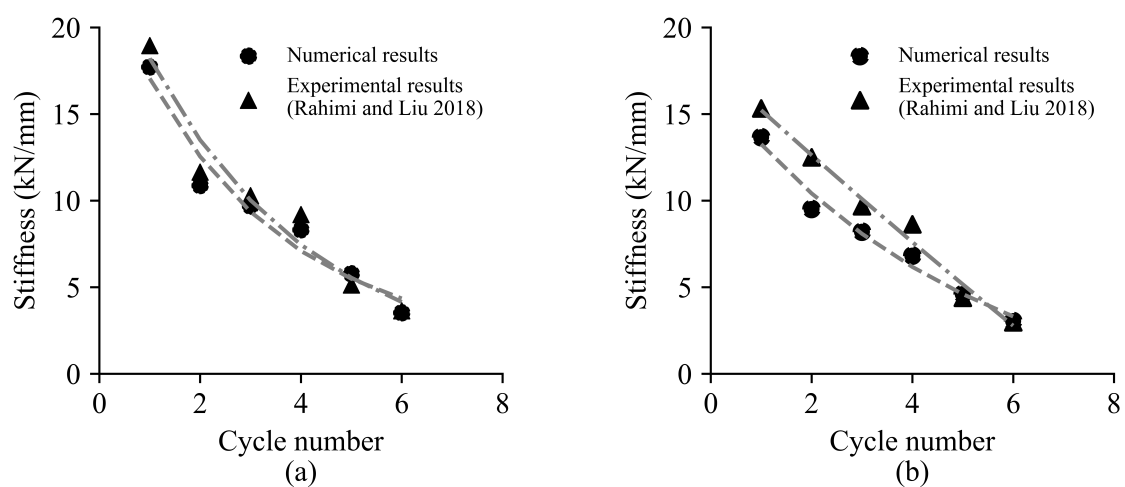 20
15
10
5
0
Stiffness (kN/mm)
Numerical results
Experimental results
(Rahimi and Liu 2018)
0 2 4 6 8
Cycle number
(a)
20
15
10
5
0
Stiffness (kN/mm)
Numerical results
Experimental results
(Rahimi and Liu 2018)
0 2 4 6 8
Cycle number
(b)